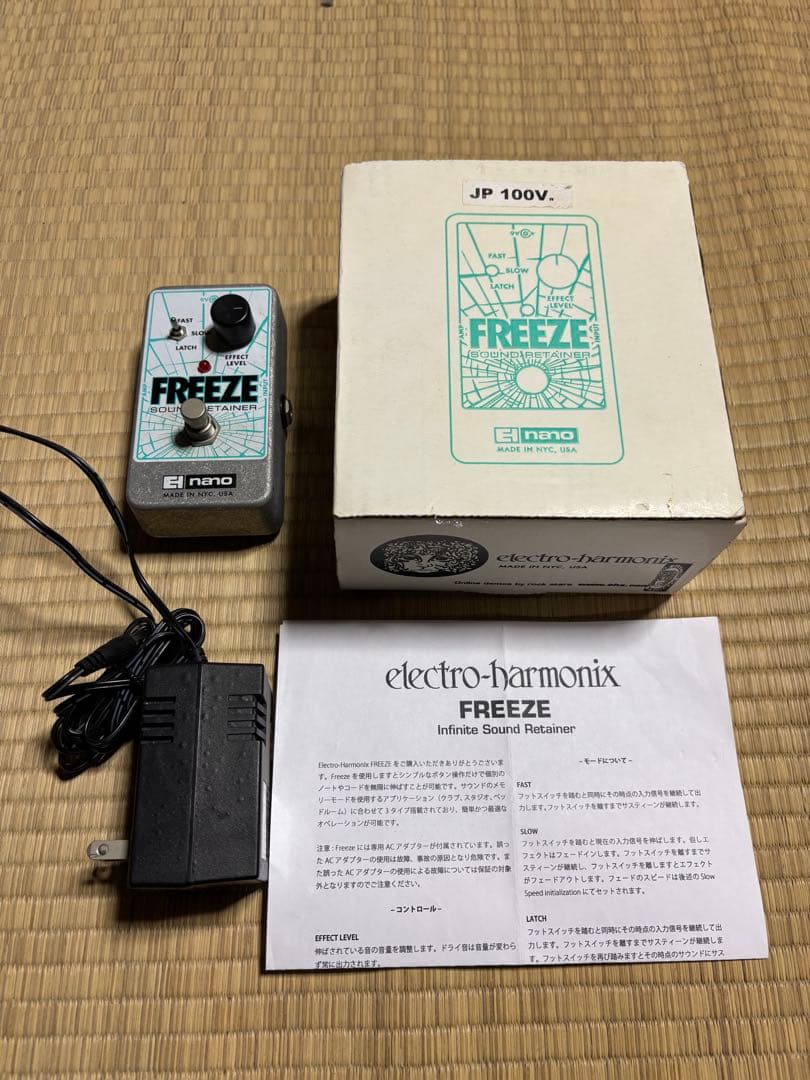 JP 100V.
9V
FAST
SLOW
LATCH
EFFECT
LEVEL
AMP
FREEZE
INPUT
SOUND RETAINER
EH nano
MADE IN NYC, USA
electro-harmonix
MADE IN NYC, USA
Online demos by rock stars: www.ehx.com
9V
FAST
SLOW
LATCH
EFFECT
LEVEL
AMP
FREEZE
INPUT
SOUND RETAINER
EH nano
MADE IN NYC, USA
electro-harmonix
FREEZE
Infinite Sound Retainer
Electro-Harmonix FREEZE をご購入いただきありがとうございま
す。Freeze を使用しますとシンプルなボタン操作だけで個別の
ノートやコードを無限に伸ばすことが可能です。サウンドのメモ
リーモードを使用するアプリケーション（クラブ、スタジオ、ベッ
ドルーム）に合わせて 3 タイプ搭載されており、簡単かつ最適な
オペレーションが可能です。
注意 : Freeze には専用 AC アダプターが付属されています。誤っ
た AC アダプターの使用は故障、事故の原因となり危険です。ま
た誤った AC アダプターの使用による故障については保証の対象
外となりますのでご注意ください。
– コントロール –
EFFECT LEVEL
伸ばされている音の音量を調整します。ドライ音は音量が変わら
ず常に出力されます。
– モードについて –
FAST
フットスイッチを踏むと同時にその時点の入力信号を継続して出
力します。フットスイッチを離すまでサスティーンが継続します。
SLOW
フットスイッチを踏むと現在の入力信号を伸ばします。但しエ
フェクトはフェードインします。フットスイッチを離すまでサ
スティーンが継続し、フットスイッチを離しますとエフェクト
がフェードアウトします。フェードのスピードは後述の Slow
Speed initialization にてセットされます。
LATCH
フットスイッチを踏むと同時にその時点の入力信号を継続して出
力します。フットスイッチを離すまでサスティーンが継続しま
す。フットスイッチを再び踏みますとその時点のサウンドにサス